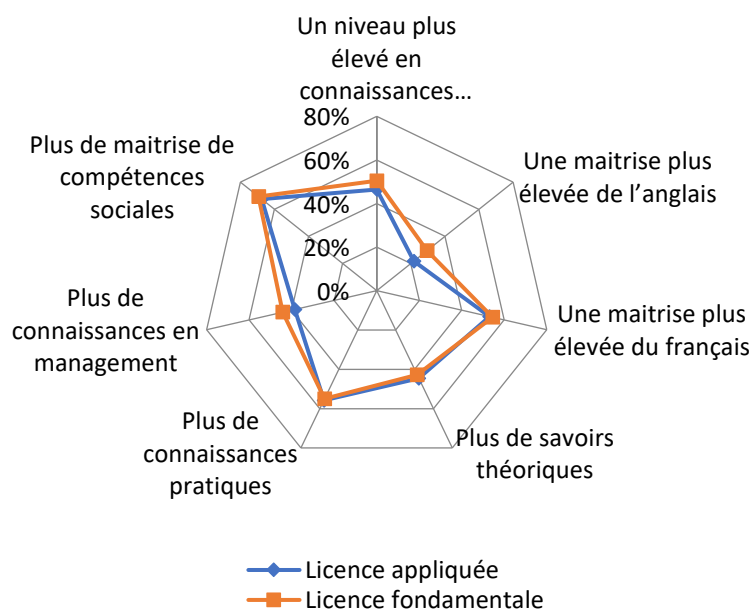 Un niveau plus
élevé en
connaissances…
80%
60%
40%
20%
0%
Une maitrise plus
élevée de l’anglais
Une maitrise plus
élevée du français
Plus de savoirs
théoriques
Plus de
connaissances
pratiques
Plus de
connaissances en
management
Plus de maitrise de
compétences
sociales
Licence appliquée
Licence fondamentale